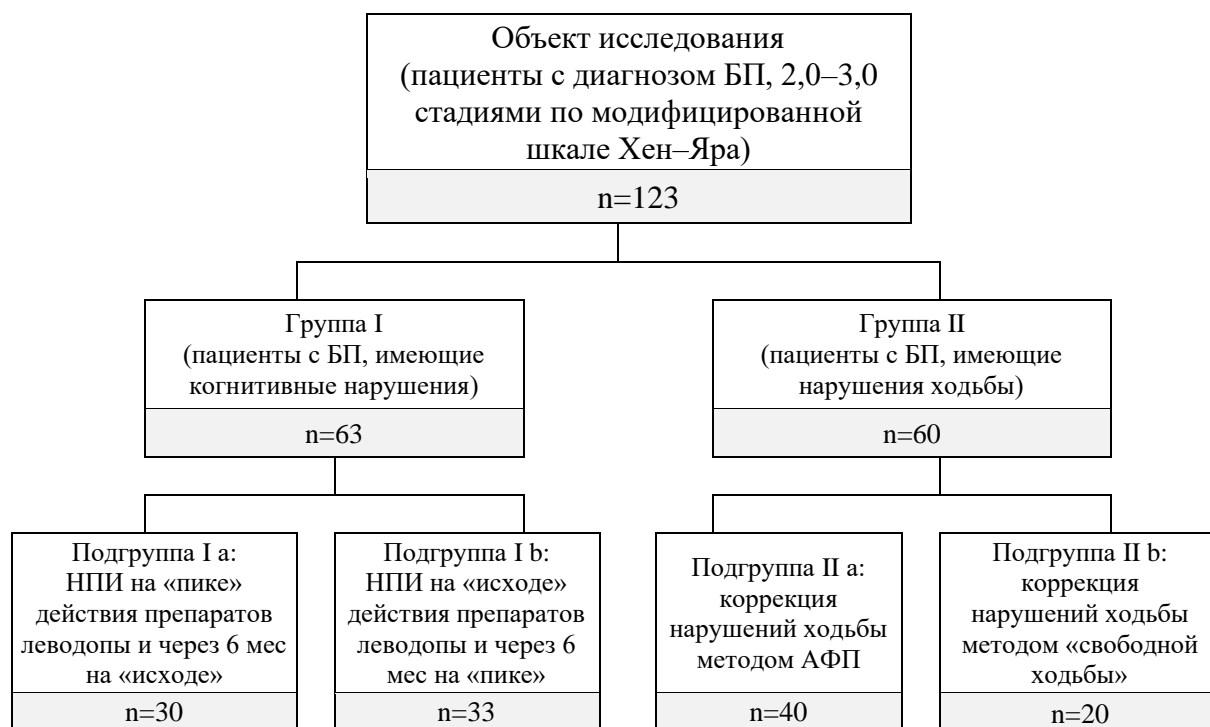 Объект исследования
(пациенты с диагнозом БП, 2,0–3,0
стадиями по модифицированной
шкале Хен–Яра)
n=123
Группа I
(пациенты с БП, имеющие
когнитивные нарушения)
n=63
Группа II
(пациенты с БП, имеющие
нарушения ходьбы)
n=60
Подгруппа I a:
НПИ на «пике»
действия препаратов
леводопы и через 6 мес
на «исходе»
n=30
Подгруппа I b:
НПИ на «исходе»
действия препаратов
леводопы и через 6
мес на «пике»
n=33
Подгруппа II a:
коррекция
нарушений ходьбы
методом АФП
n=40
Подгруппа II b:
коррекция
нарушений ходьбы
методом «свободной
ходьбы»
n=20